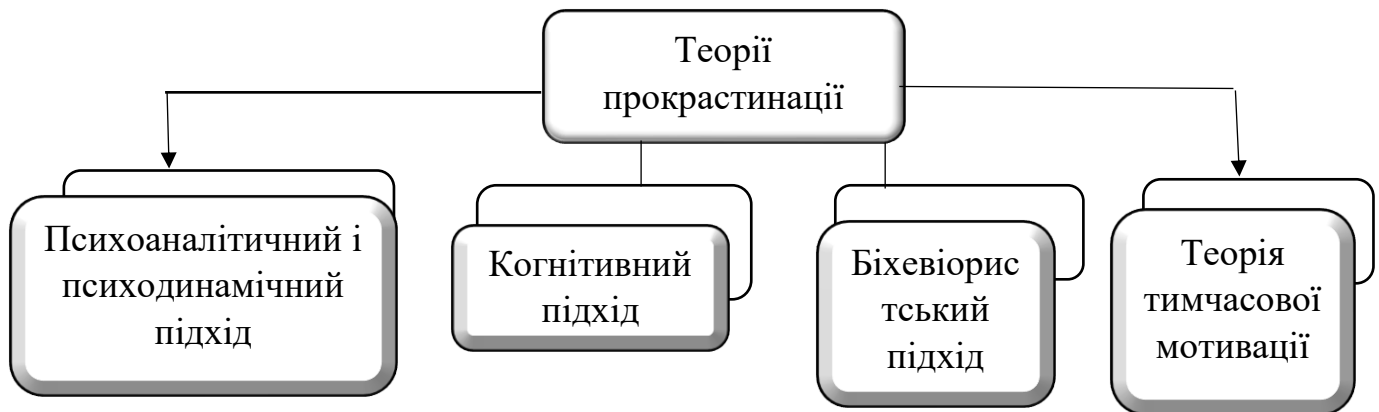 Теорії
прокрастинації
Психоаналітичний і
психодинамічний
підхід
Когнітивний
підхід
Біхевіорис
тський
підхід
Теорія
тимчасової
мотивації